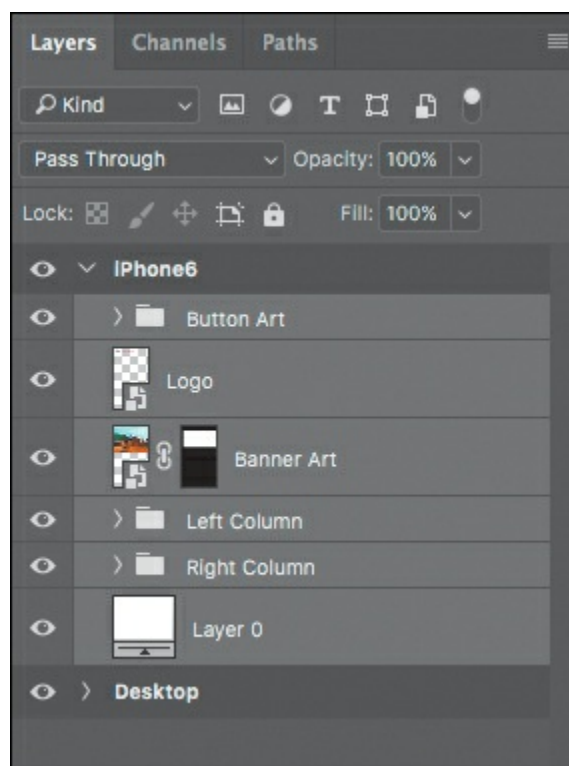 Layers Channels Paths
Kind T
Pass Through Opacity: 100%
Lock: Fill: 100%
iPhone6
Button Art
Logo
Banner Art
Left Column
Right Column
Layer 0
Desktop